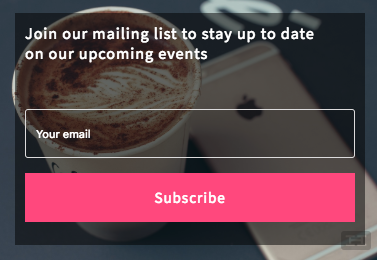 Join our mailing list to stay up to date
on our upcoming events
Your email
Subscribe